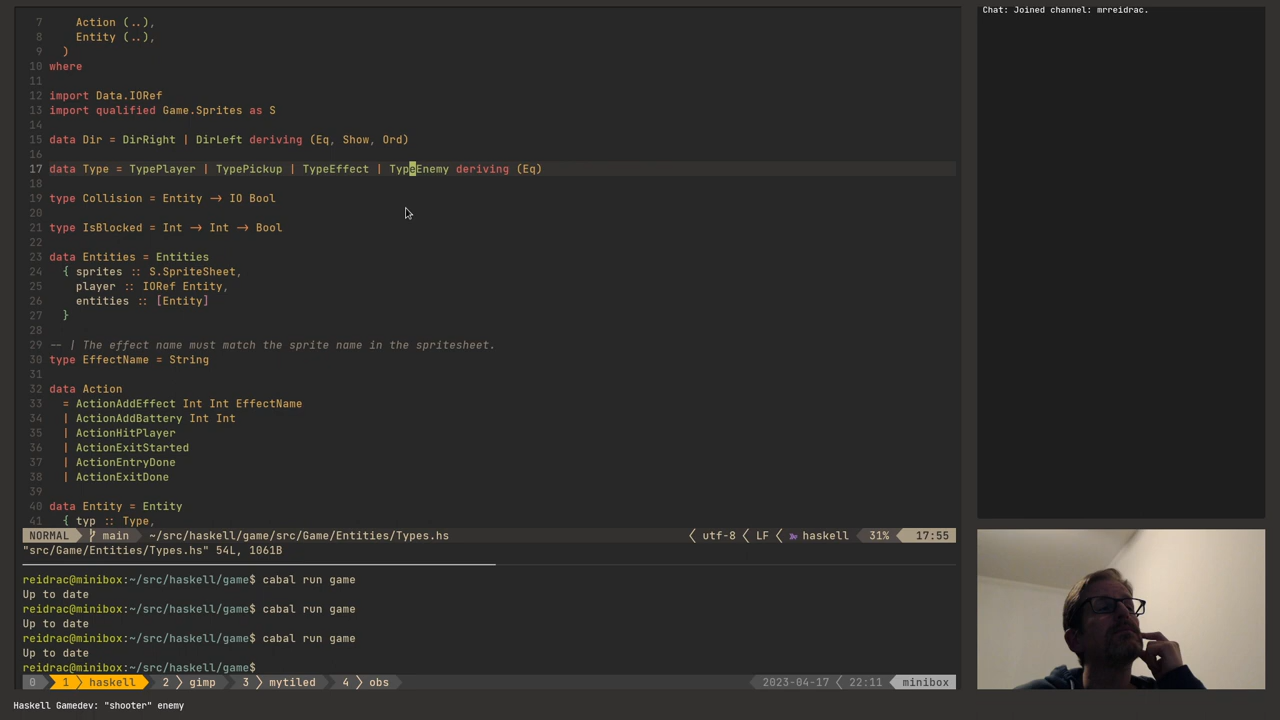 7     Action (..),
8     Entity (..),
9   )
10 where
11
12 import Data.IORef
13 import qualified Game.Sprites as S
14
15 data Dir = DirRight | DirLeft deriving (Eq, Show, Ord)
16
17 data Type = TypePlayer | TypePickup | TypeEffect | TypeEnemy deriving (Eq)
18
19 type Collision = Entity → IO Bool
20
21 type IsBlocked = Int → Int → Bool
22
23 data Entities = Entities
24   { sprites :: S.SpriteSheet,
25     player :: IORef Entity,
26     entities :: [Entity]
27   }
28
29 -- | The effect name must match the sprite name in the spritesheet.
30 type EffectName = String
31
32 data Action
33   = ActionAddEffect Int Int EffectName
34   | ActionAddBattery Int Int
35   | ActionHitPlayer
36   | ActionExitStarted
37   | ActionEntryDone
38   | ActionExitDone
39
40 data Entity = Entity
41   { typ :: Type,
NORMAL main ~/src/haskell/game/src/Game/Entities/Types.hs utf-8 LF haskell 31% 17:55
"src/Game/Entities/Types.hs" 54L, 1061B
reidrac@minibox:~/src/haskell/game$ cabal run game
Up to date
reidrac@minibox:~/src/haskell/game$ cabal run game
Up to date
reidrac@minibox:~/src/haskell/game$ cabal run game
Up to date
reidrac@minibox:~/src/haskell/game$
0 1 haskell 2 gimp 3 mytiled 4 obs 2023-04-17 22:11 minibox
Haskell Gamedev: "shooter" enemy
Chat: Joined channel: mrreidrac.